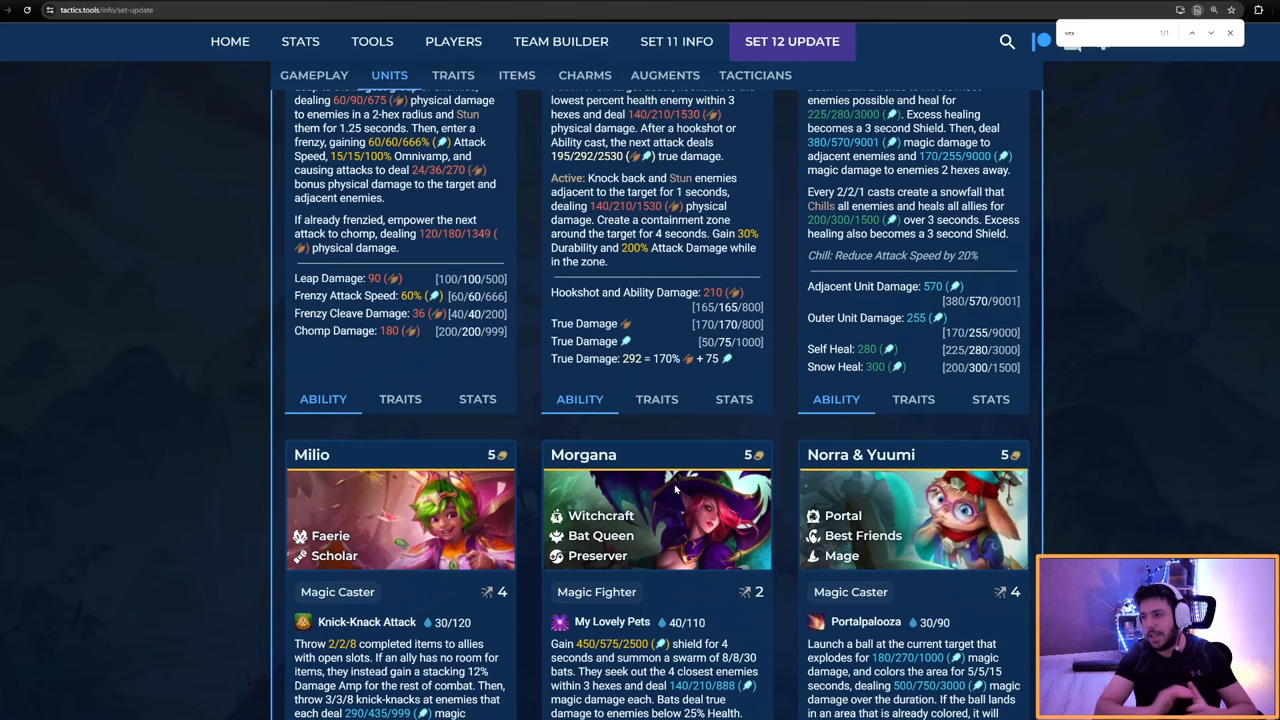 tactics.tools/info/set-update
vex
1/1
HOME
STATS
TOOLS
PLAYERS
TEAM BUILDER
SET 11 INFO
SET 12 UPDATE
GAMEPLAY
UNITS
TRAITS
ITEMS
CHARMS
AUGMENTS
TACTICIANS
dealing 60/90/675 ( ) physical damage
to enemies in a 2-hex radius and Stun
them for 1.25 seconds. Then, enter a
frenzy, gaining 60/60/666% ( ) Attack
Speed, 15/15/100% Omnivamp, and
causing attacks to deal 24/36/270 ( )
bonus physical damage to the target and
adjacent enemies.
If already frenzied, empower the next
attack to chomp, dealing 120/180/1349 (
) physical damage.
Leap Damage: 90 ( ) [100/100/500]
Frenzy Attack Speed: 60% ( ) [60/60/666]
Frenzy Cleave Damage: 36 ( ) [40/40/200]
Chomp Damage: 180 ( ) [200/200/999]
ABILITY
TRAITS
STATS
lowest percent health enemy within 3
hexes and deal 140/210/1530 ( )
physical damage. After a hookshot or
Ability cast, the next attack deals
195/292/2530 ( ) true damage.
Active: Knock back and Stun enemies
adjacent to the target for 1 seconds,
dealing 140/210/1530 ( ) physical
damage. Create a containment zone
around the target for 4 seconds. Gain 30%
Durability and 200% Attack Damage while
in the zone.
Hookshot and Ability Damage: 210 ( )
[165/165/800]
True Damage [170/170/800]
True Damage [50/75/1000]
True Damage: 292 = 170% + 75
ABILITY
TRAITS
STATS
enemies possible and heal for
225/280/3000 ( ). Excess healing
becomes a 3 second Shield. Then, deal
380/570/9001 ( ) magic damage to
adjacent enemies and 170/255/9000 ( )
magic damage to enemies 2 hexes away.
Every 2/2/1 casts create a snowfall that
Chills all enemies and heals all allies for
200/300/1500 ( ) over 3 seconds. Excess
healing also becomes a 3 second Shield.
Chill: Reduce Attack Speed by 20%
Adjacent Unit Damage: 570 ( )
[380/570/9001]
Outer Unit Damage: 255 ( )
[170/255/9000]
Self Heal: 280 ( ) [225/280/3000]
Snow Heal: 300 ( ) [200/300/1500]
ABILITY
TRAITS
STATS
Milio 5
Faerie
Scholar
Magic Caster 4
Knick-Knack Attack 30/120
Throw 2/2/8 completed items to allies
with open slots. If an ally has no room for
items, they instead gain a stacking 12%
Damage Amp for the rest of combat. Then,
throw 3/3/8 knick-knacks at enemies that
each deal 290/435/999 ( ) magic
Morgana 5
Witchcraft
Bat Queen
Preserver
Magic Fighter 2
My Lovely Pets 40/110
Gain 450/575/2500 ( ) shield for 4
seconds and summon a swarm of 8/8/30
bats. They seek out the 4 closest enemies
within 3 hexes and deal 140/210/888 ( )
magic damage each. Bats deal true
damage to enemies below 25% Health.
Norra & Yuumi 5
Portal
Best Friends
Mage
Magic Caster 4
Portalpalooza 30/90
Launch a ball at the current target that
explodes for 180/270/1000 ( ) magic
damage, and colors the area for 5/5/15
seconds, dealing 500/750/3000 ( ) magic
damage over the duration. If the ball lands
in an area that is already colored, it will